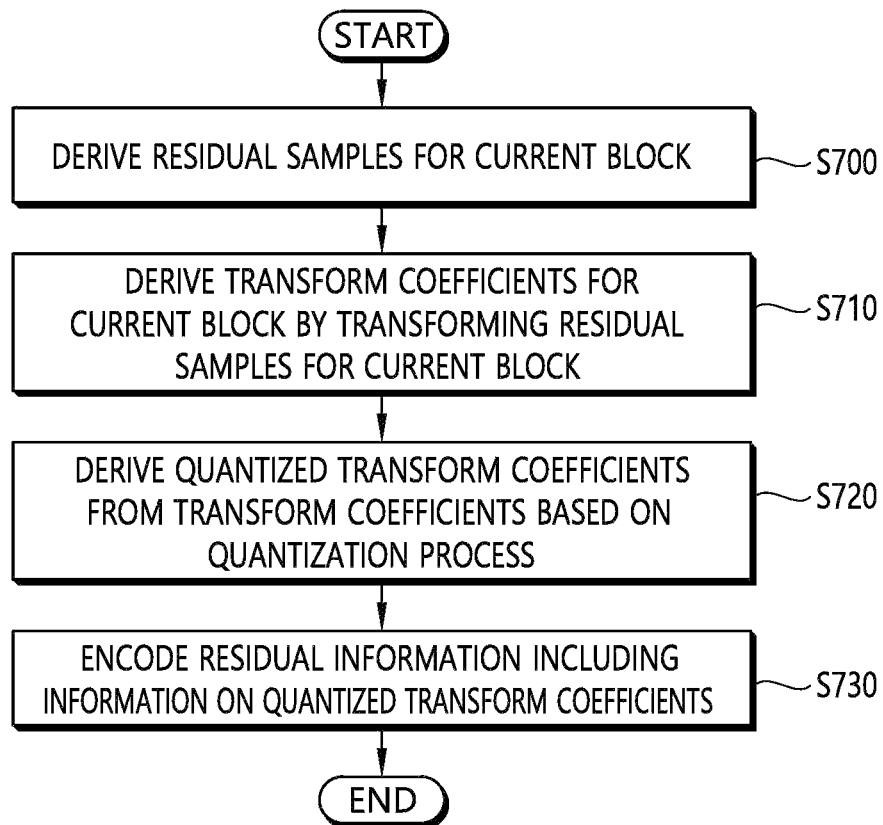 START
DERIVE RESIDUAL SAMPLES FOR CURRENT BLOCK
S700
DERIVE TRANSFORM COEFFICIENTS FOR
CURRENT BLOCK BY TRANSFORMING RESIDUAL
SAMPLES FOR CURRENT BLOCK
S710
DERIVE QUANTIZED TRANSFORM COEFFICIENTS
FROM TRANSFORM COEFFICIENTS BASED ON
QUANTIZATION PROCESS
S720
ENCODE RESIDUAL INFORMATION INCLUDING
INFORMATION ON QUANTIZED TRANSFORM COEFFICIENTS
S730
END